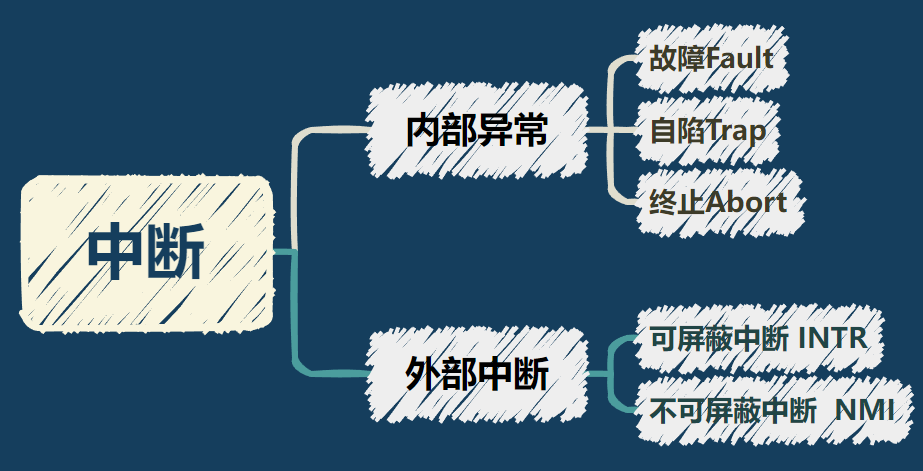 中断
内部异常
故障Fault
自陷Trap
终止Abort
外部中断
可屏蔽中断 INTR
不可屏蔽中断 NMI